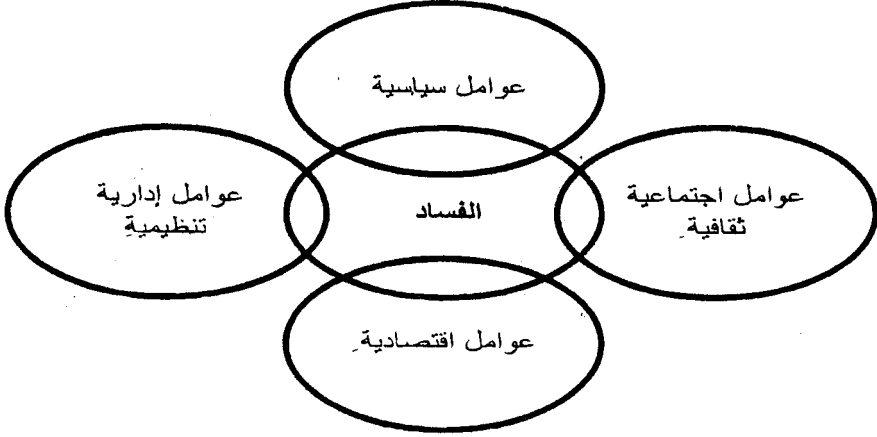 عوامل سياسية
عوامل اجتماعية
ثقافية
الفساد
عوامل إدارية
تنظيمية
عوامل اقتصادية